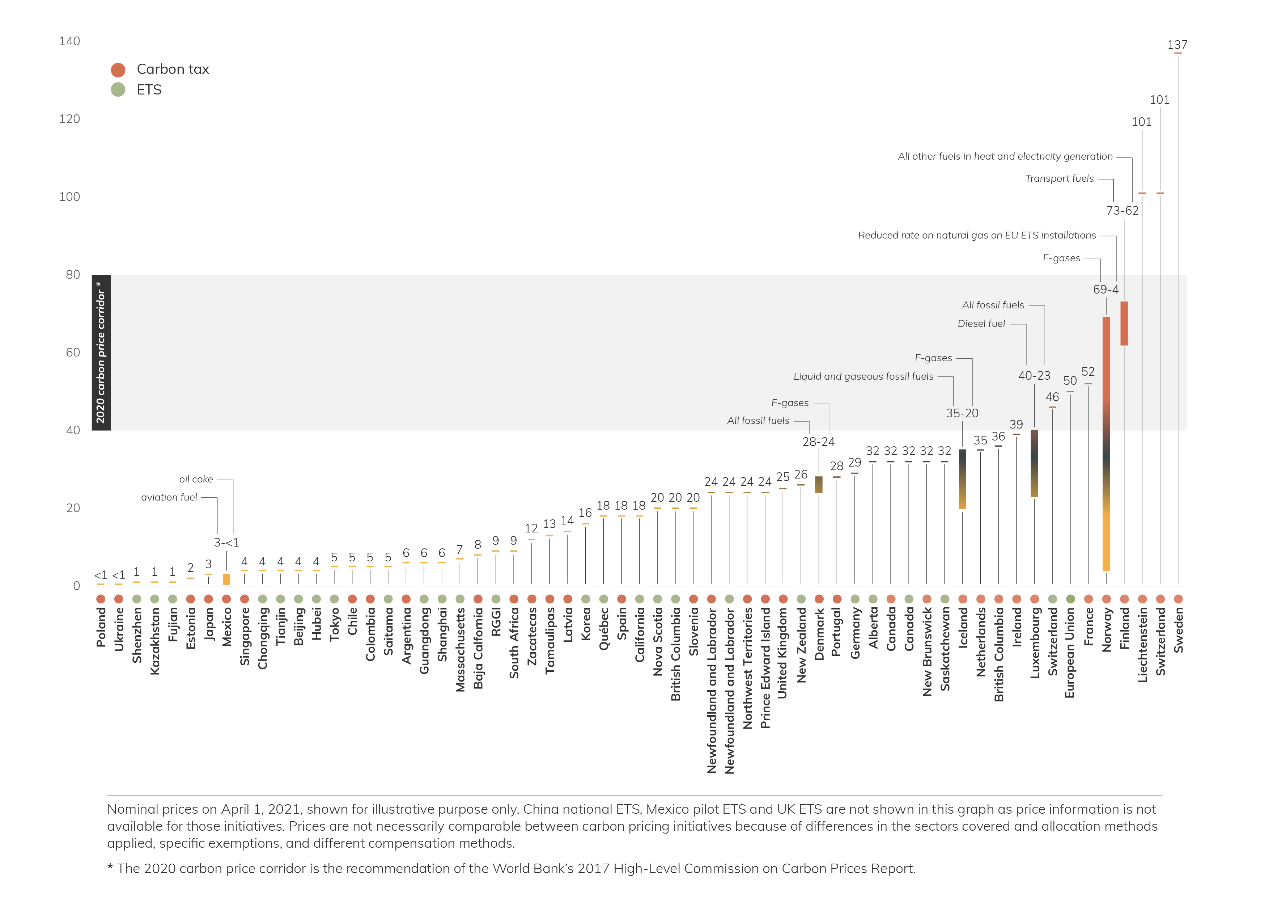 140
120
100
80
60
40
20
0
Carbon tax
ETS
2020 carbon price corridor *
oil coke
aviation fuel
3-<1
F-gases
All fossil fuels
28-24
F-gases
Liquid and gaseous fossil fuels
35-20
All fossil fuels
Diesel fuel
40-23
All other fuels in heat and electricity generation
Transport fuels
73-62
Reduced rate on natural gas on EU ETS installations
F-gases
69-4
<1 <1 1 1 1 2 3 4 4 4 4 4 5 5 5 5 6 6 6 7 8 9 9 12 13 14 16 18 18 18 20 20 20 24 24 24 24 25 26 28 29 32 32 32 32 32 35 36 39 46 50 52 101 101 137
Poland
Ukraine
Shenzhen
Kazakhstan
Fujian
Estonia
Japan
Mexico
Singapore
Chongqing
Tianjin
Beijing
Hubei
Tokyo
Chile
Colombia
Saitama
Argentina
Guangdong
Shanghai
Massachusetts
Baja California
RGGI
South Africa
Zacatecas
Tamaulipas
Latvia
Korea
Québec
Spain
California
Nova Scotia
British Columbia
Slovenia
Newfoundland and Labrador
Newfoundland and Labrador
Northwest Territories
Prince Edward Island
United Kingdom
New Zealand
Denmark
Portugal
Germany
Alberta
Canada
Canada
New Brunswick
Saskatchewan
Iceland
Netherlands
British Columbia
Ireland
Luxembourg
Switzerland
European Union
France
Norway
Finland
Liechtenstein
Switzerland
Sweden
Nominal prices on April 1, 2021, shown for illustrative purpose only. China national ETS, Mexico pilot ETS and UK ETS are not shown in this graph as price information is not
available for those initiatives. Prices are not necessarily comparable between carbon pricing initiatives because of differences in the sectors covered and allocation methods
applied, specific exemptions, and different compensation methods.
* The 2020 carbon price corridor is the recommendation of the World Bank's 2017 High-Level Commission on Carbon Prices Report.